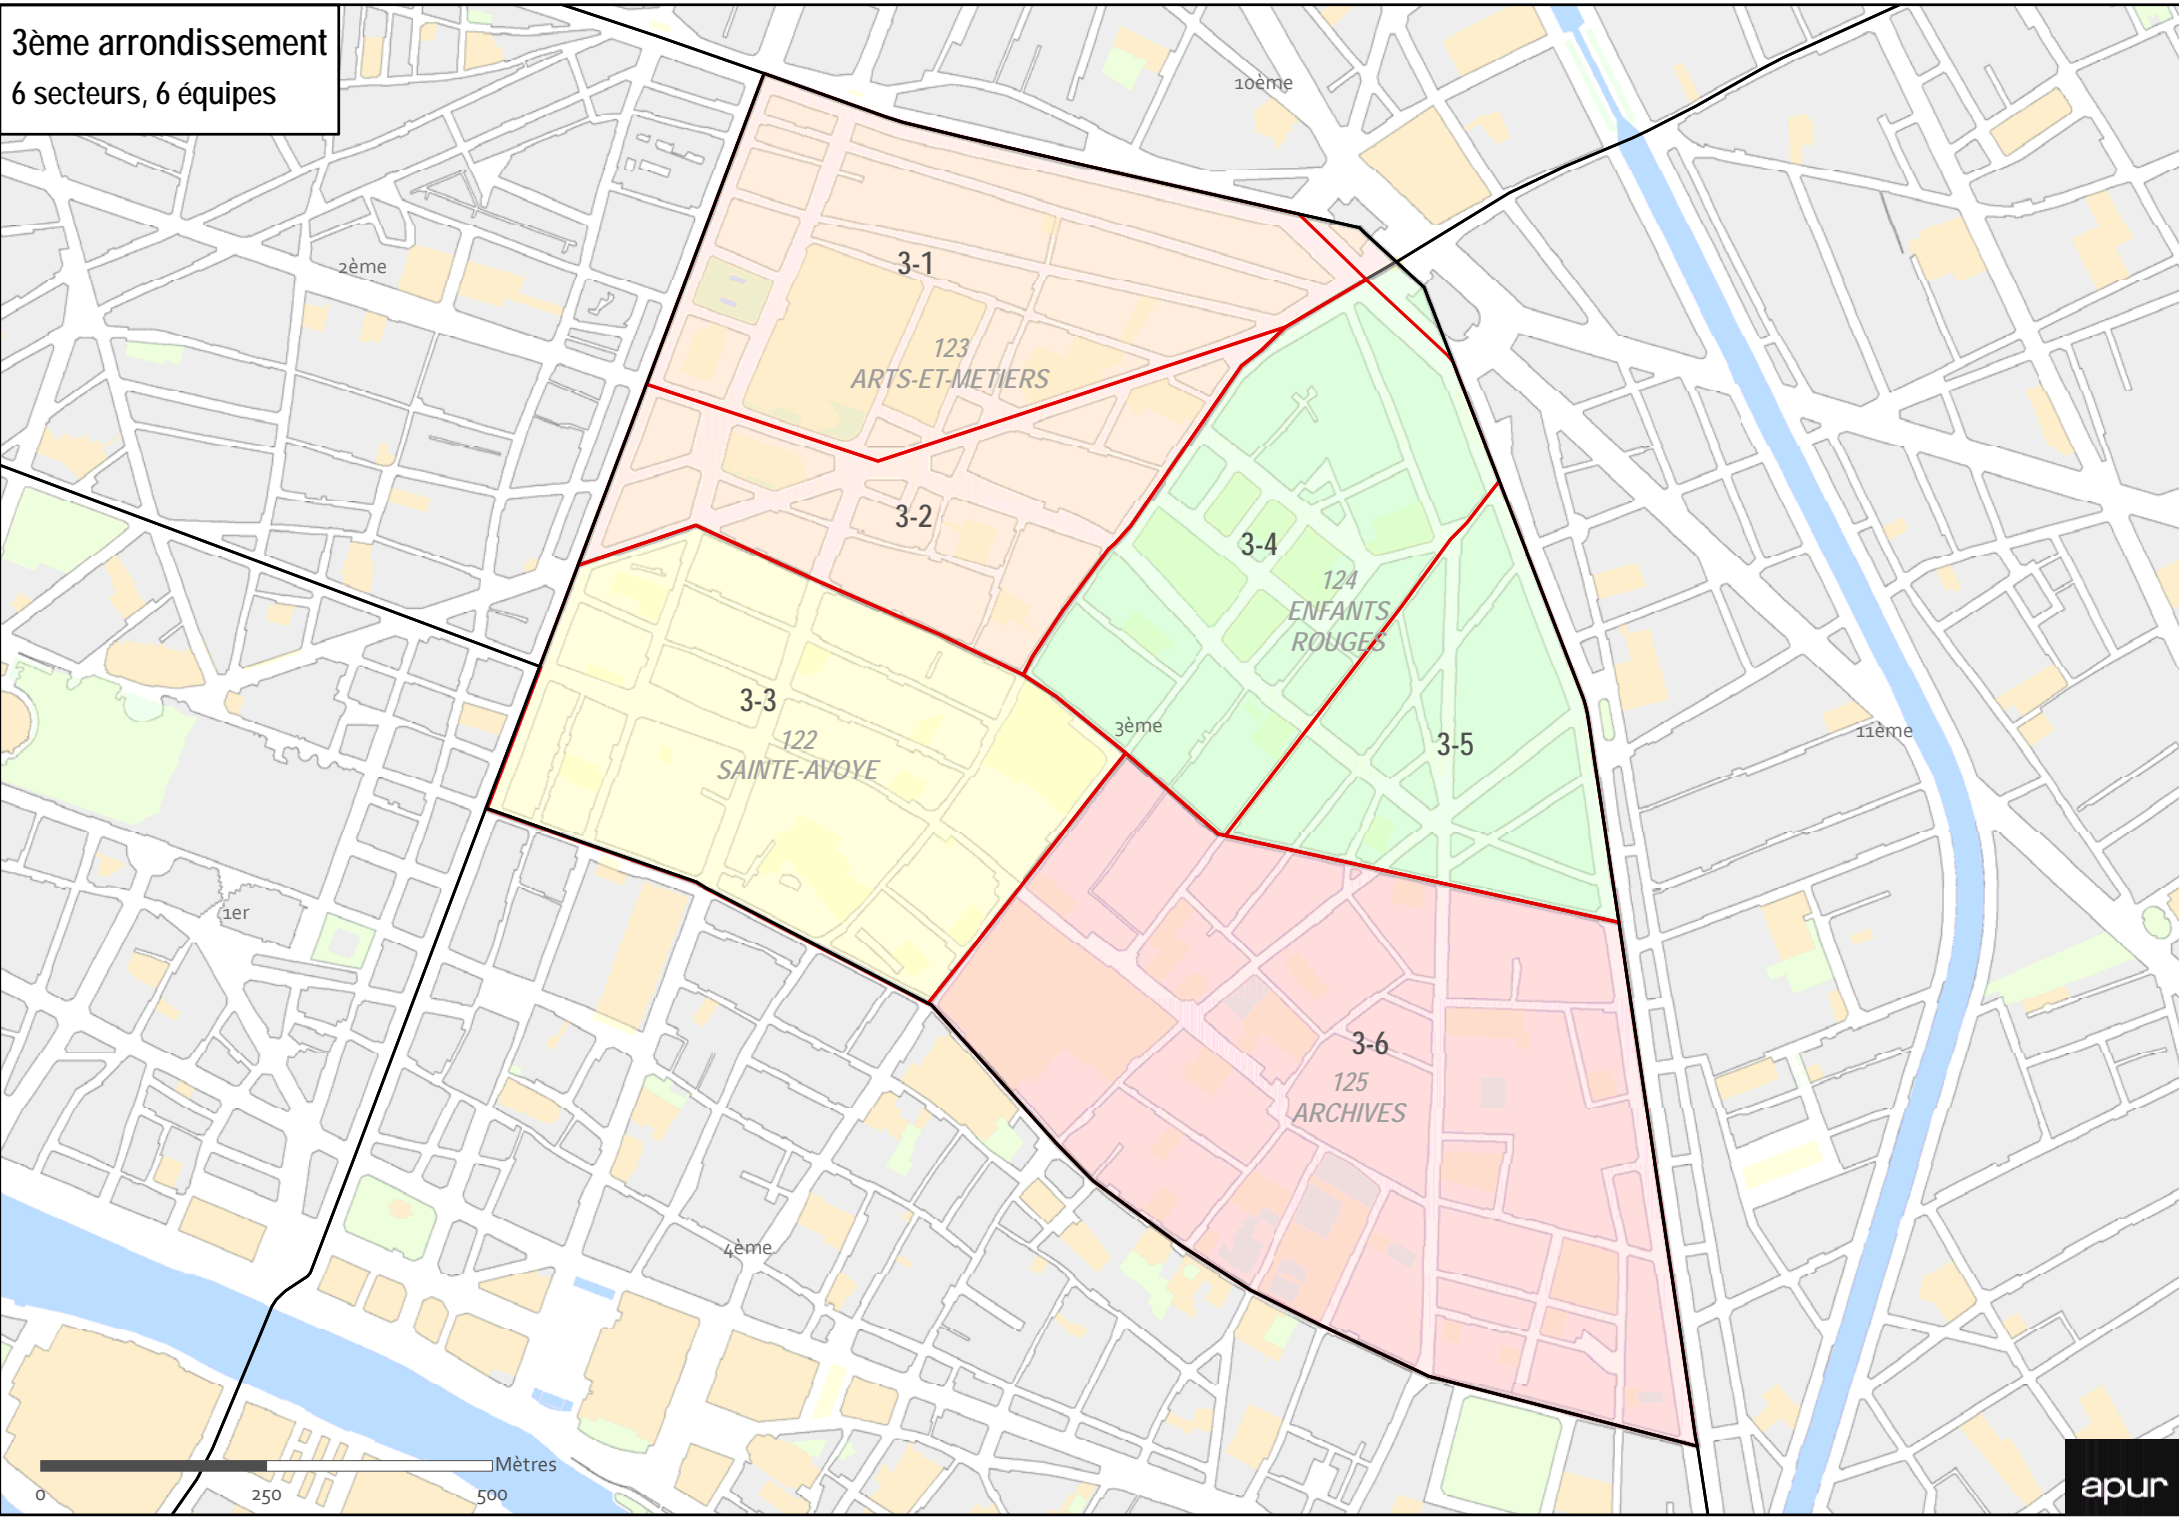 3ème arrondissement
6 secteurs, 6 équipes
10ème
2ème
3-1
123
ARTS-ET-METIERS
3-2
3-4
124
ENFANTS
ROUGES
3-3
122
SAINTE-AVOYE
3ème
3-5
11ème
1er
3-6
125
ARCHIVES
4ème
Mètres
0 250 500
apur